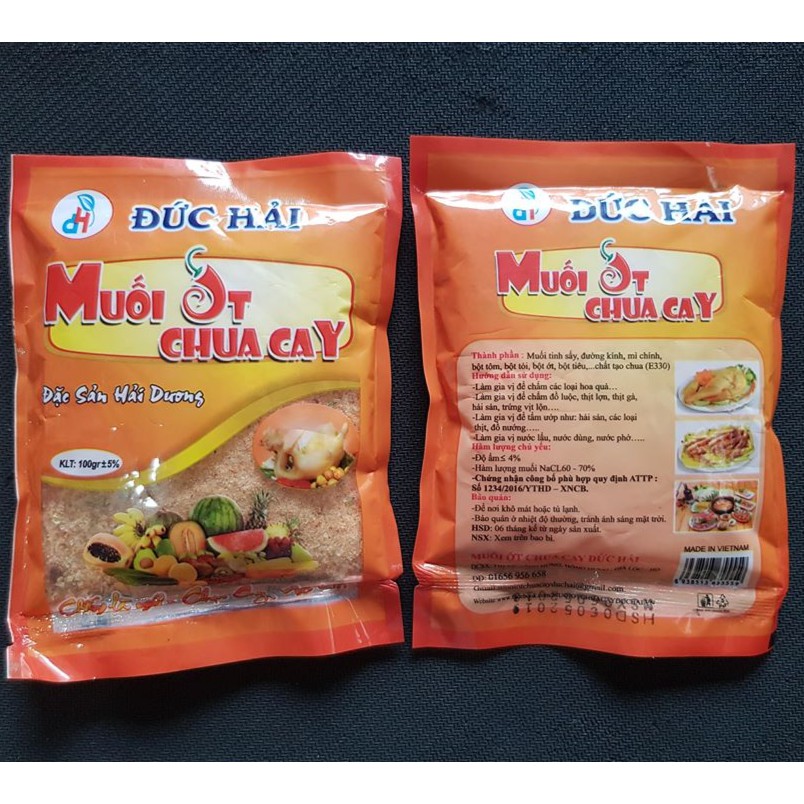 ĐỨC HẢI
MUỐI ỚT
CHUA CAY
Đặc Sản Hải Dương
KLT: 100gr±5%
ĐỨC HẢI
MUỐI ỚT
CHUA CAY
Thành phần : Muối tinh sấy, đường kính, mì chính,
bột tôm, bột tỏi, bột ớt, bột tiêu,...chất tạo chua (E330)
Hướng dẫn sử dụng:
-Làm gia vị để chấm các loại hoa quả…
-Làm gia vị để chấm đồ luộc, thịt lợn, thịt gà,
hải sản, trứng vịt lộn…
-Làm gia vị để tẩm ướp như: hải sản, các loại
thịt, đồ nướng…..
-Làm gia vị nước lẩu, nước dùng, nước phở…..
Hàm lượng chủ yếu:
-Độ ẩm≤ 4%
-Hàm lượng muối NaCL60 - 70%
-Chứng nhận công bố phù hợp quy định ATTP :
Số 1234/2016/YTHD – XNCB.
Bảo quản:
-Để nơi khô mát hoặc tủ lạnh.
-Bảo quản ở nhiệt độ thường, tránh ánh sáng mặt trời.
HSD: 06 tháng kể từ ngày sản xuất.
NSX: Xem trên bao bì.
MADE IN VIETNAM
MUỐI ỚT CHUA CAY ĐỨC HẢI
DĐ: 01656 956 658